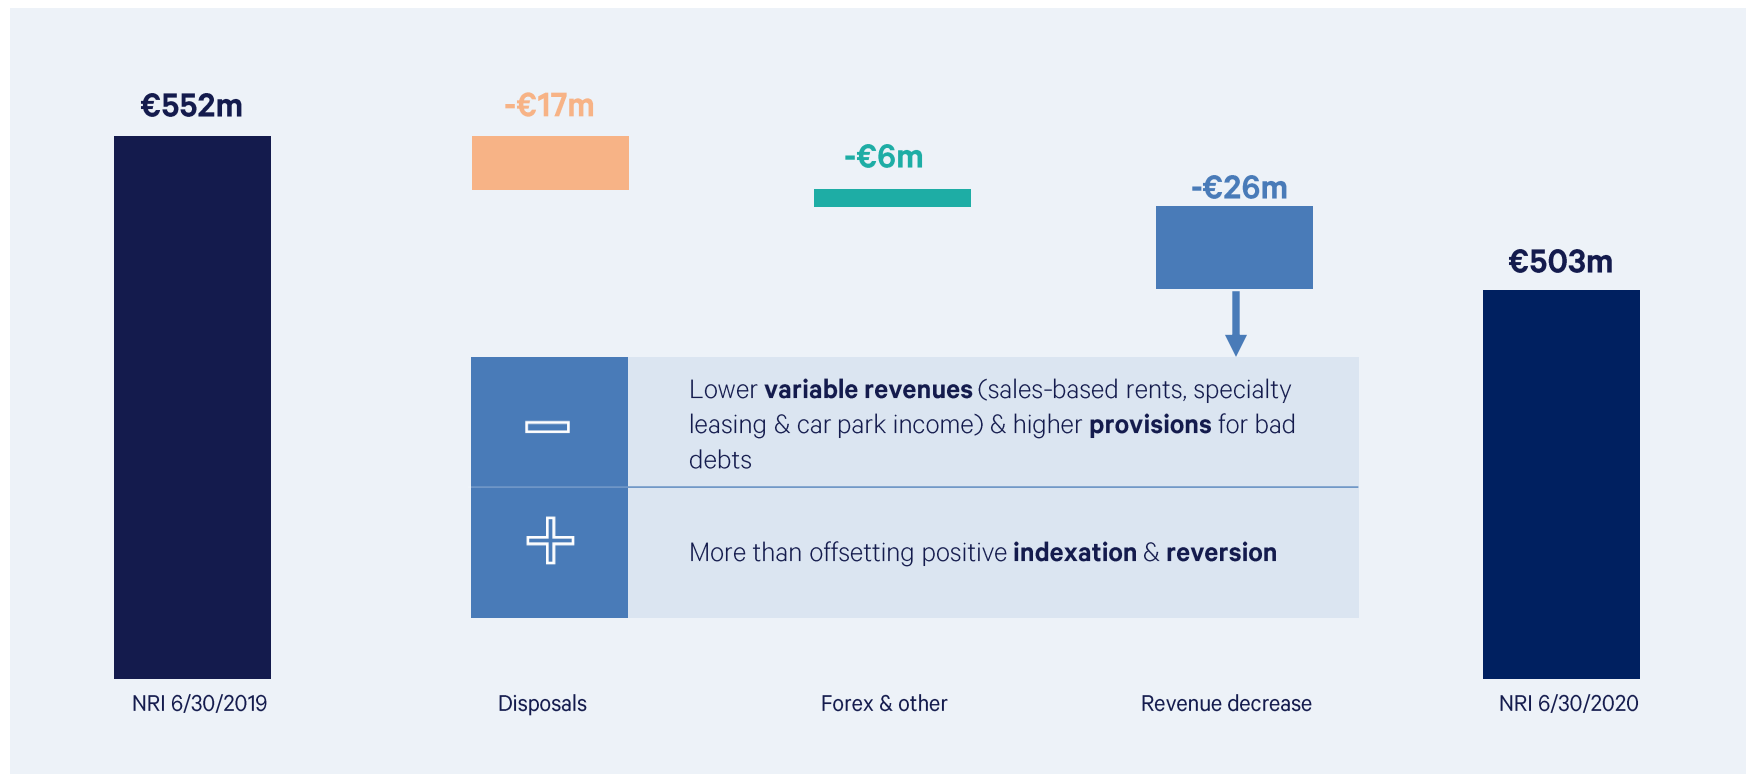 €552m
-€17m
-€6m
-€26m
€503m
Lower variable revenues (sales-based rents, specialty
leasing & car park income) & higher provisions for bad
debts
More than offsetting positive indexation & reversion
NRI 6/30/2019
Disposals
Forex & other
Revenue decrease
NRI 6/30/2020